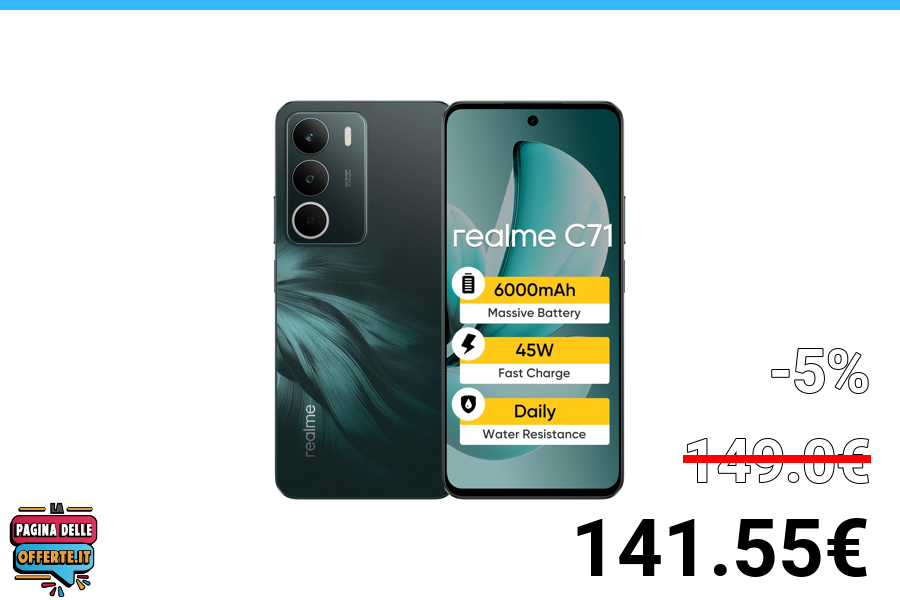 realme C71
6000mAh
Massive Battery
45W
Fast Charge
Daily
Water Resistance
realme
-5%
149.0€
141.55€
LA
PAGINA DELLE
OFFERTE.IT